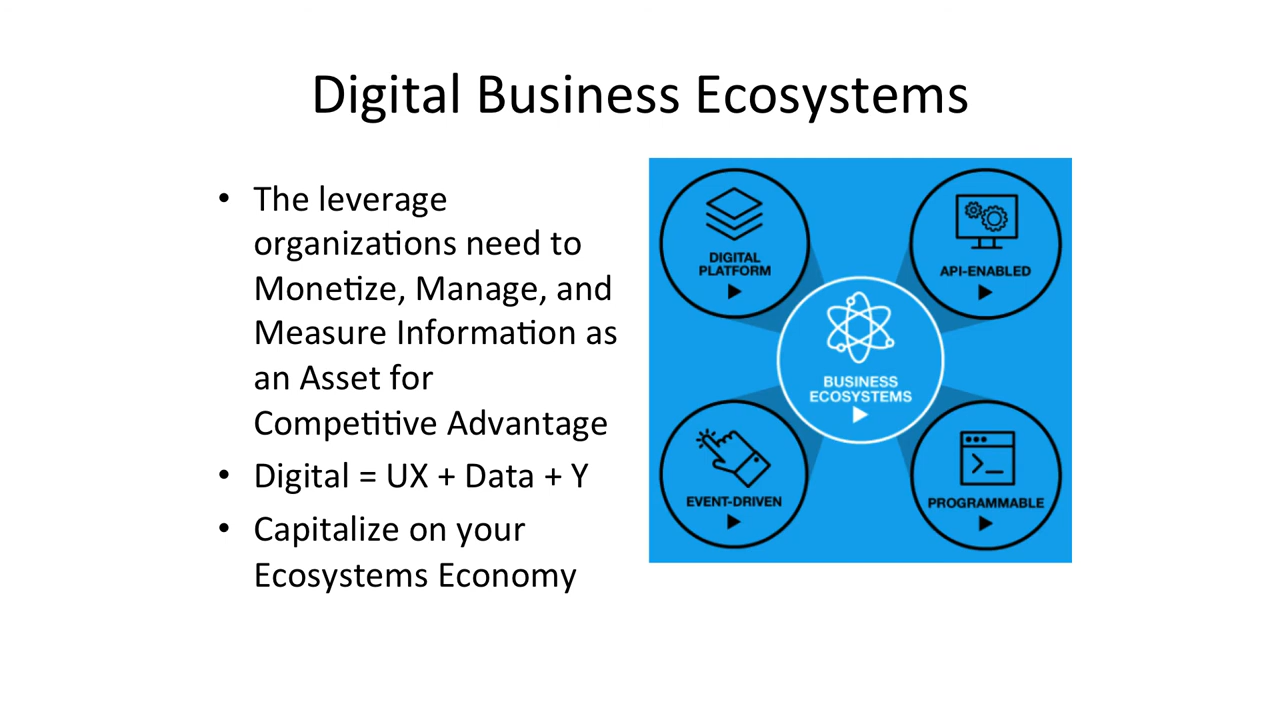 Digital Business Ecosystems
• The leverage
organizations need to
Monetize, Manage, and
Measure Information as
an Asset for
Competitive Advantage
• Digital = UX + Data + Y
• Capitalize on your
Ecosystems Economy
DIGITAL
PLATFORM
API-ENABLED
BUSINESS
ECOSYSTEMS
EVENT-DRIVEN
PROGRAMMABLE